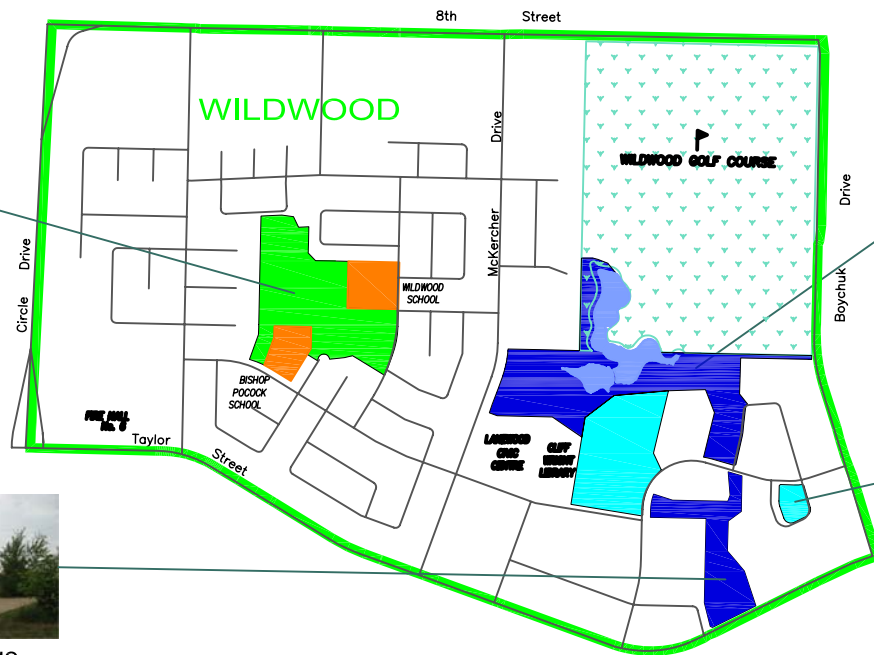 8th Street
WILDWOOD
WILDWOOD GOLF COURSE
McKercher Drive
Boychuk Drive
Circle Drive
WILDWOOD
SCHOOL
BISHOP
POCOCK
SCHOOL
FIRE HALL
No. 6
Taylor Street
LAKEWOOD
CIVIC
CENTRE
CLIFF
WRIGHT
LIBRARY